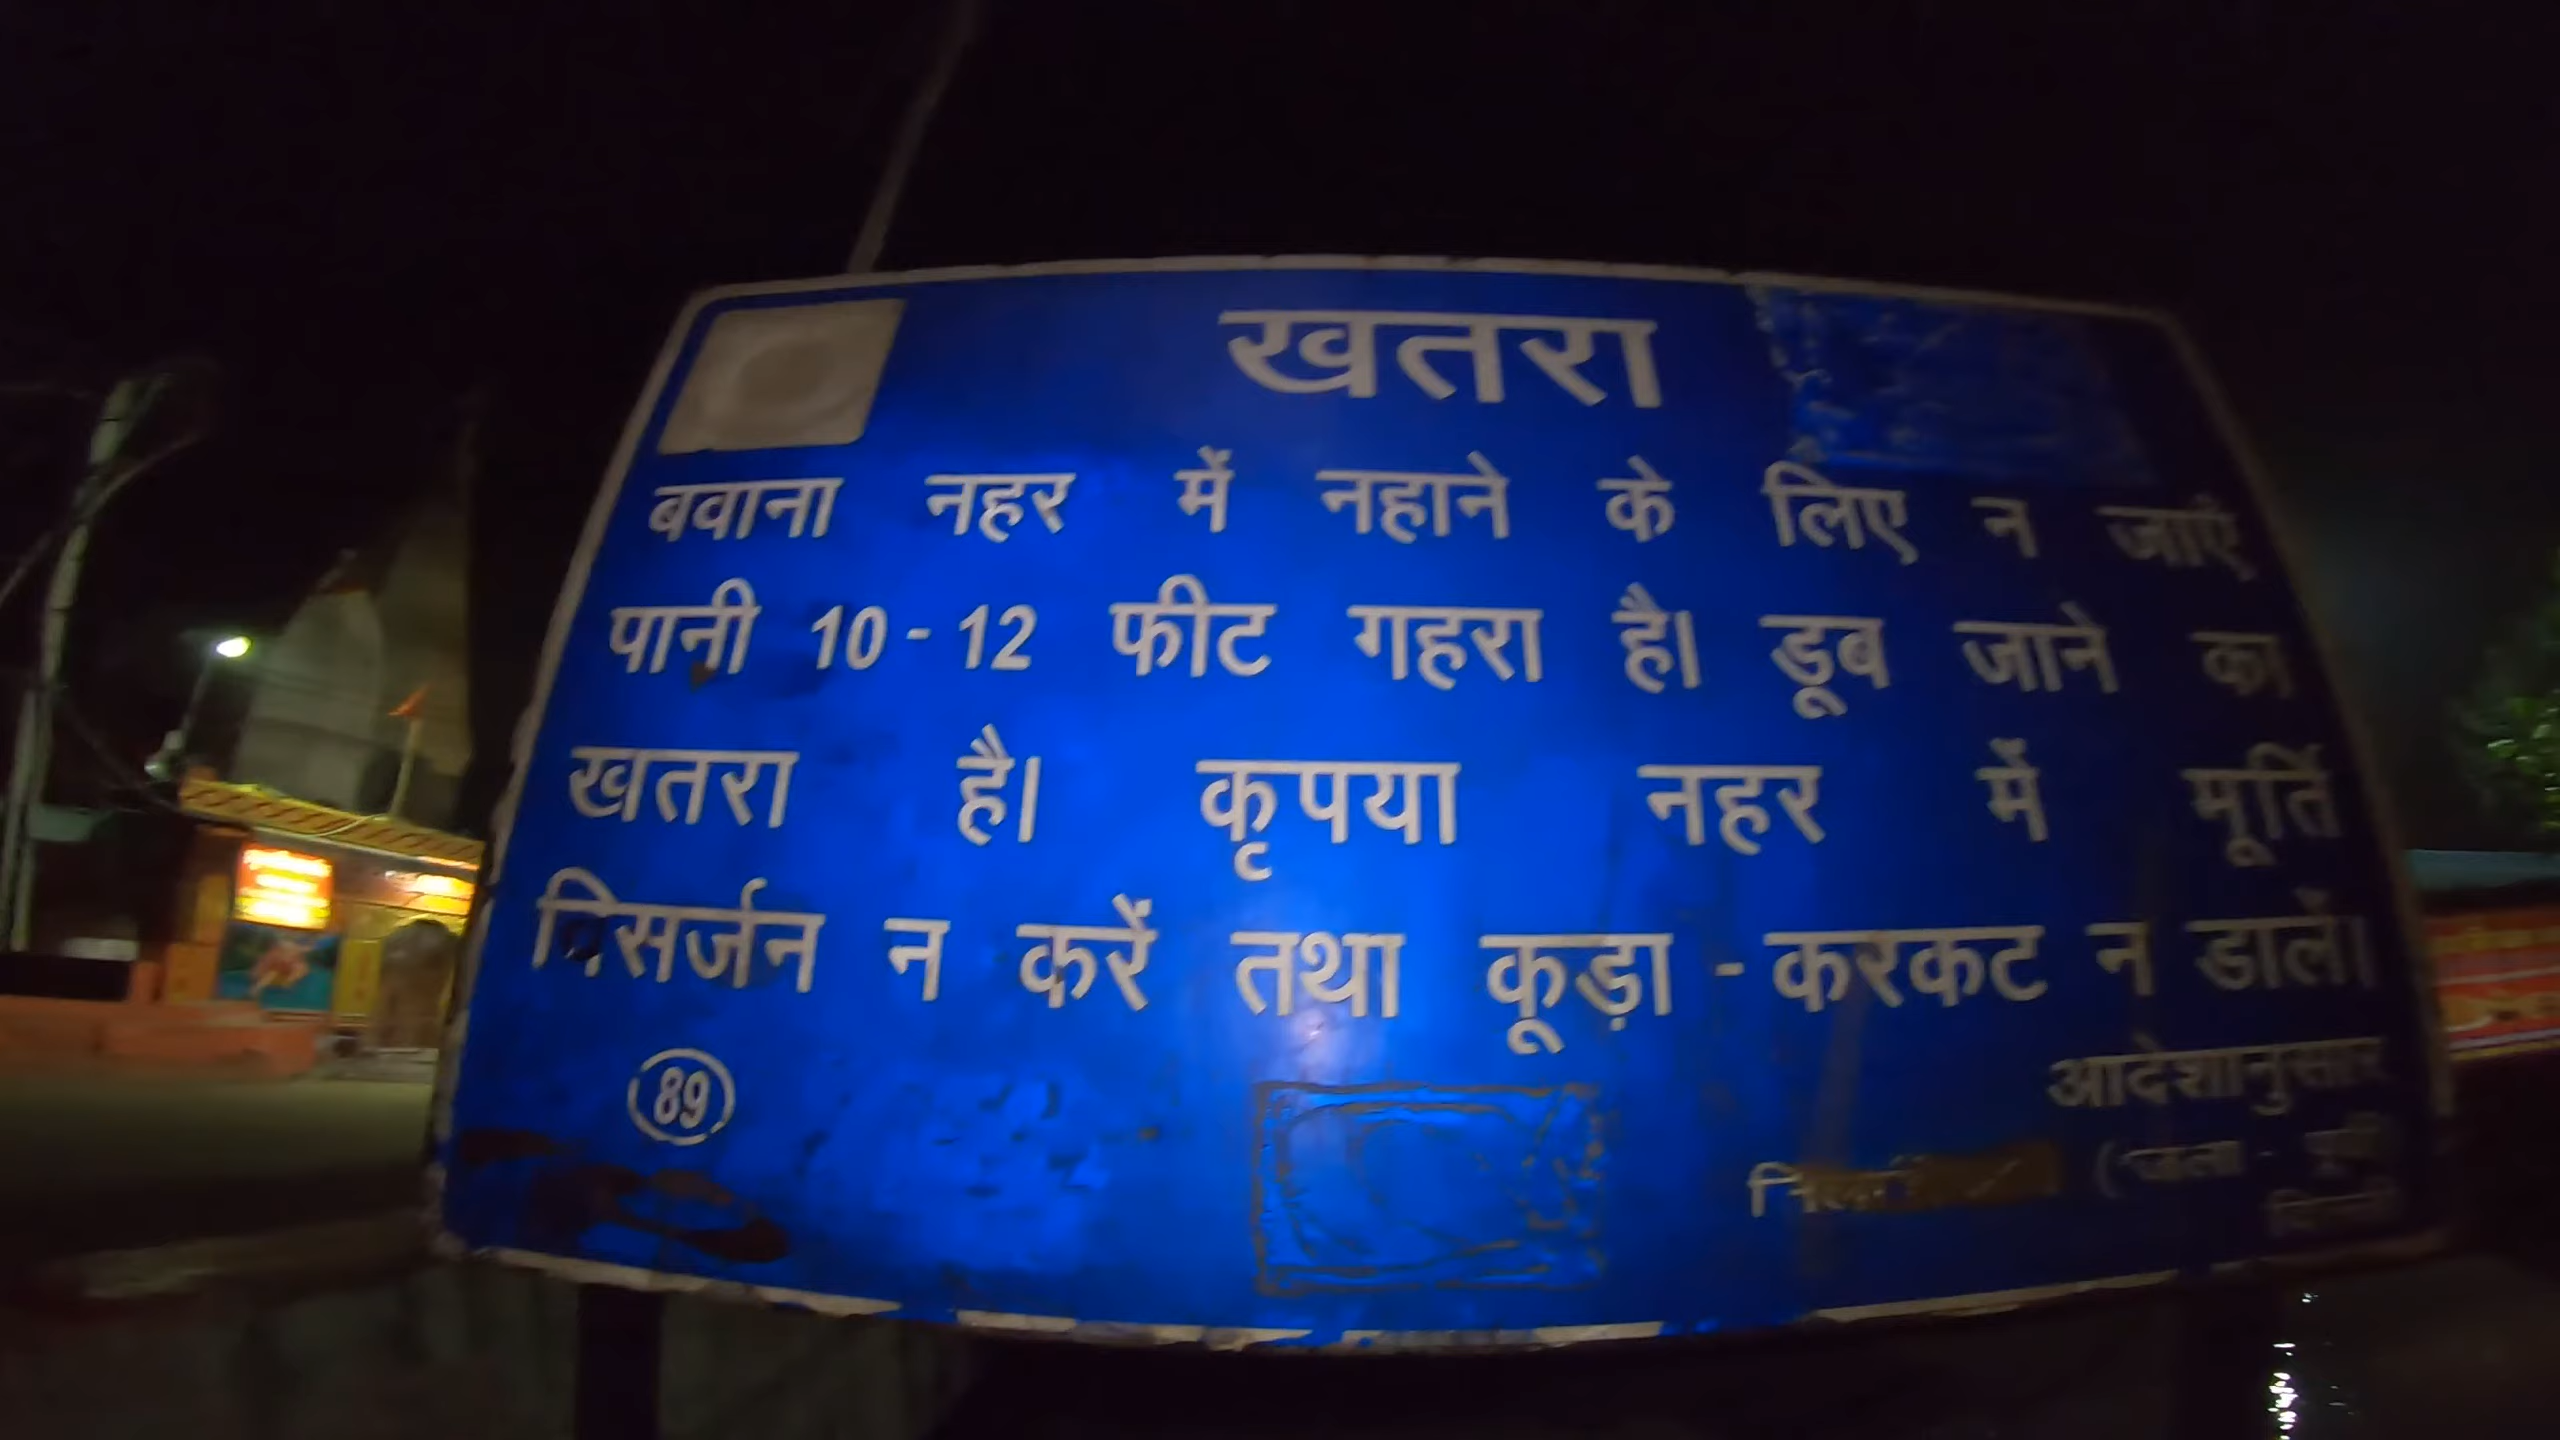 खतरा
बवाना नहर में नहाने के लिए न जाएं
पानी 10 - 12 फीट गहरा है। डूब जाने का
खतरा है। कृपया नहर में मूर्ति
विसर्जन न करें तथा कूड़ा - करकट न डालें।
89
आदेशानुसार